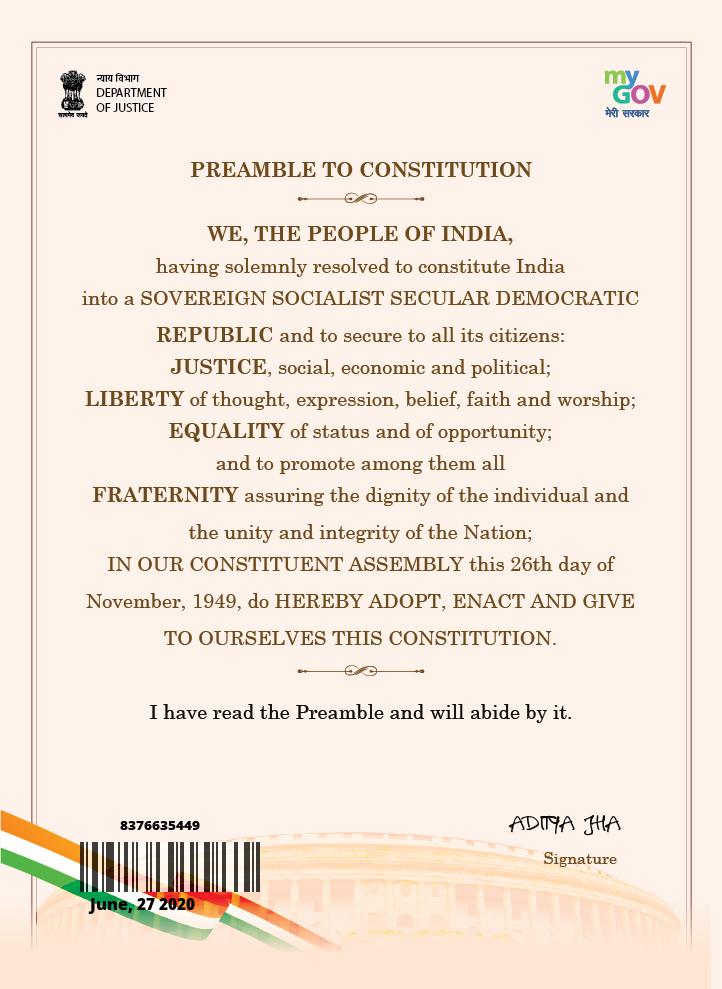 न्याय विभाग
DEPARTMENT
OF JUSTICE
सत्यमेव जयते
my
GOV
मेरी सरकार
PREAMBLE TO CONSTITUTION
WE, THE PEOPLE OF INDIA,
having solemnly resolved to constitute India
into a SOVEREIGN SOCIALIST SECULAR DEMOCRATIC
REPUBLIC and to secure to all its citizens:
JUSTICE, social, economic and political;
LIBERTY of thought, expression, belief, faith and worship;
EQUALITY of status and of opportunity;
and to promote among them all
FRATERNITY assuring the dignity of the individual and
the unity and integrity of the Nation;
IN OUR CONSTITUENT ASSEMBLY this 26th day of
November, 1949, do HEREBY ADOPT, ENACT AND GIVE
TO OURSELVES THIS CONSTITUTION.
I have read the Preamble and will abide by it.
8376635449
June, 27 2020
ADITYA JHA
Signature